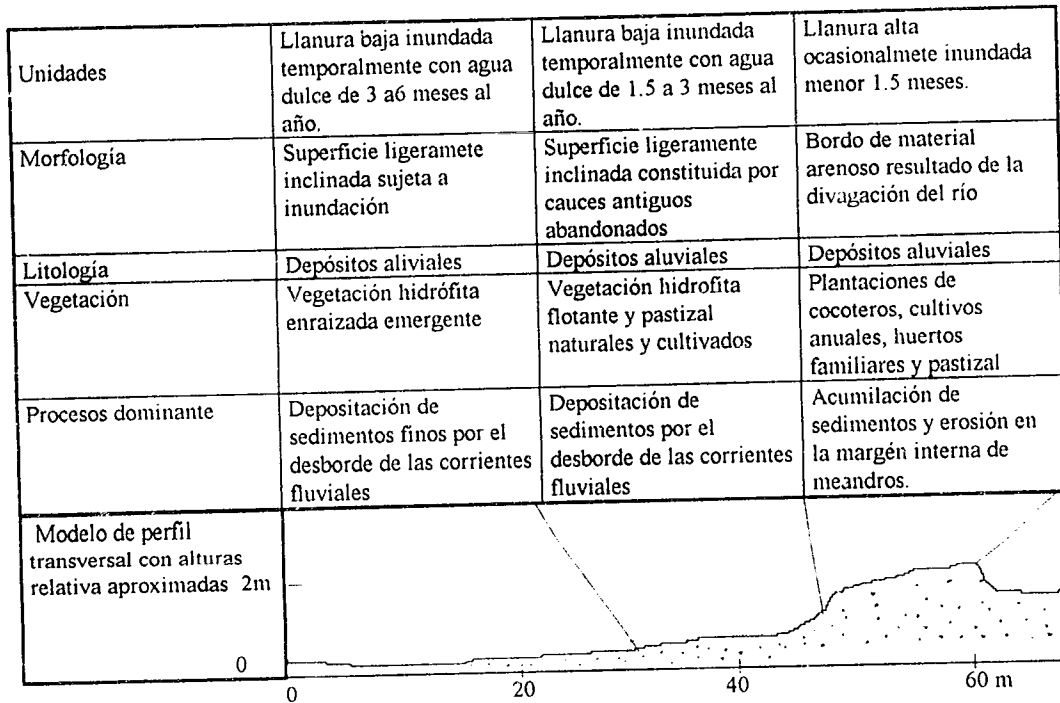 Unidades
Llanura baja inundada
temporalmente con agua
dulce de 3 a6 meses al
año.
Llanura baja inundada
temporalmente con agua
dulce de 1.5 a 3 meses al
año.
Llanura alta
ocasionalmete inundada
menor 1.5 meses.
Morfología
Superficie ligeramete
inclinada sujeta a
inundación
Superficie ligeramente
inclinada constituida por
cauces antiguos
abandonados
Bordo de material
arenoso resultado de la
divagación del río
Litología
Depósitos aliviales
Depósitos aluviales
Depósitos aluviales
Vegetación
Vegetación hidrófita
enraizada emergente
Vegetación hidrofita
flotante y pastizal
naturales y cultivados
Plantaciones de
cocoteros, cultivos
anuales, huertos
familiares y pastizal
Procesos dominante
Depositación de
sedimentos finos por el
desborde de las corrientes
fluviales
Depositación de
sedimentos por el
desborde de las corrientes
fluviales
Acumilación de
sedimentos y erosión en
la margén interna de
meandros.
Modelo de perfil
transversal con alturas
relativa aproximadas 2m
0
0 20 40 60 m